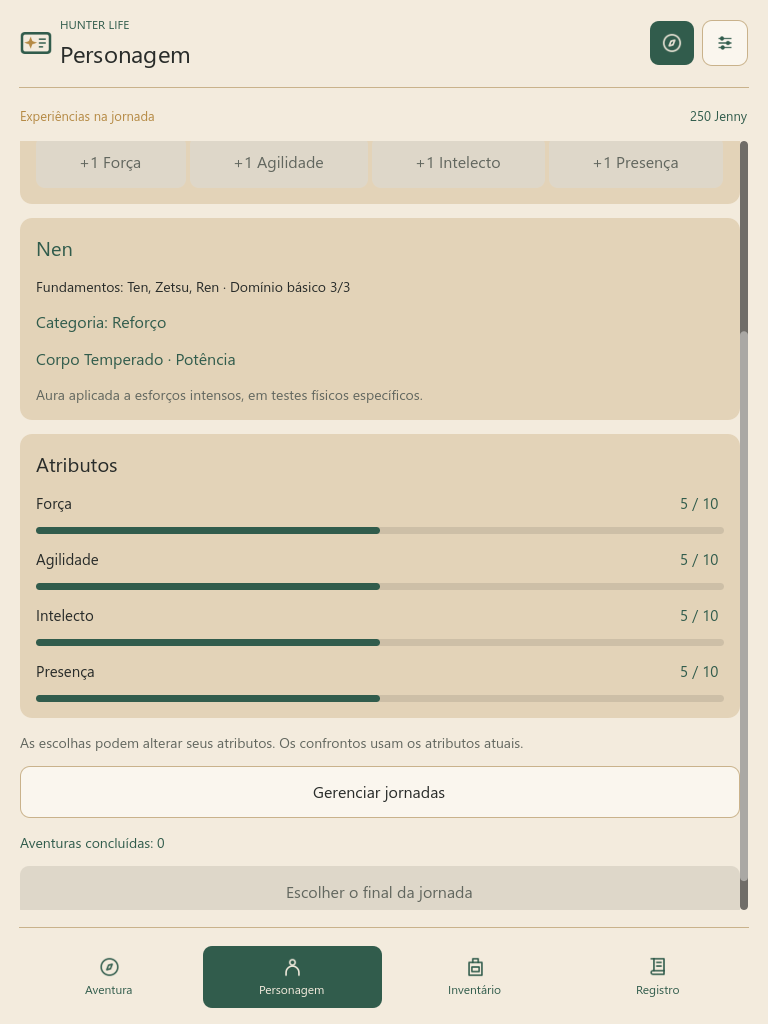 HUNTER LIFE
Personagem
Experiências na jornada
250 Jenny
+1 Força
+1 Agilidade
+1 Intelecto
+1 Presença
Nen
Fundamentos: Ten, Zetsu, Ren · Domínio básico 3/3
Categoria: Reforço
Corpo Temperado · Potência
Aura aplicada a esforços intensos, em testes físicos específicos.
Atributos
Força
5 / 10
Agilidade
5 / 10
Intelecto
5 / 10
Presença
5 / 10
As escolhas podem alterar seus atributos. Os confrontos usam os atributos atuais.
Gerenciar jornadas
Aventuras concluídas: 0
Escolher o final da jornada
Aventura
Personagem
Inventário
Registro